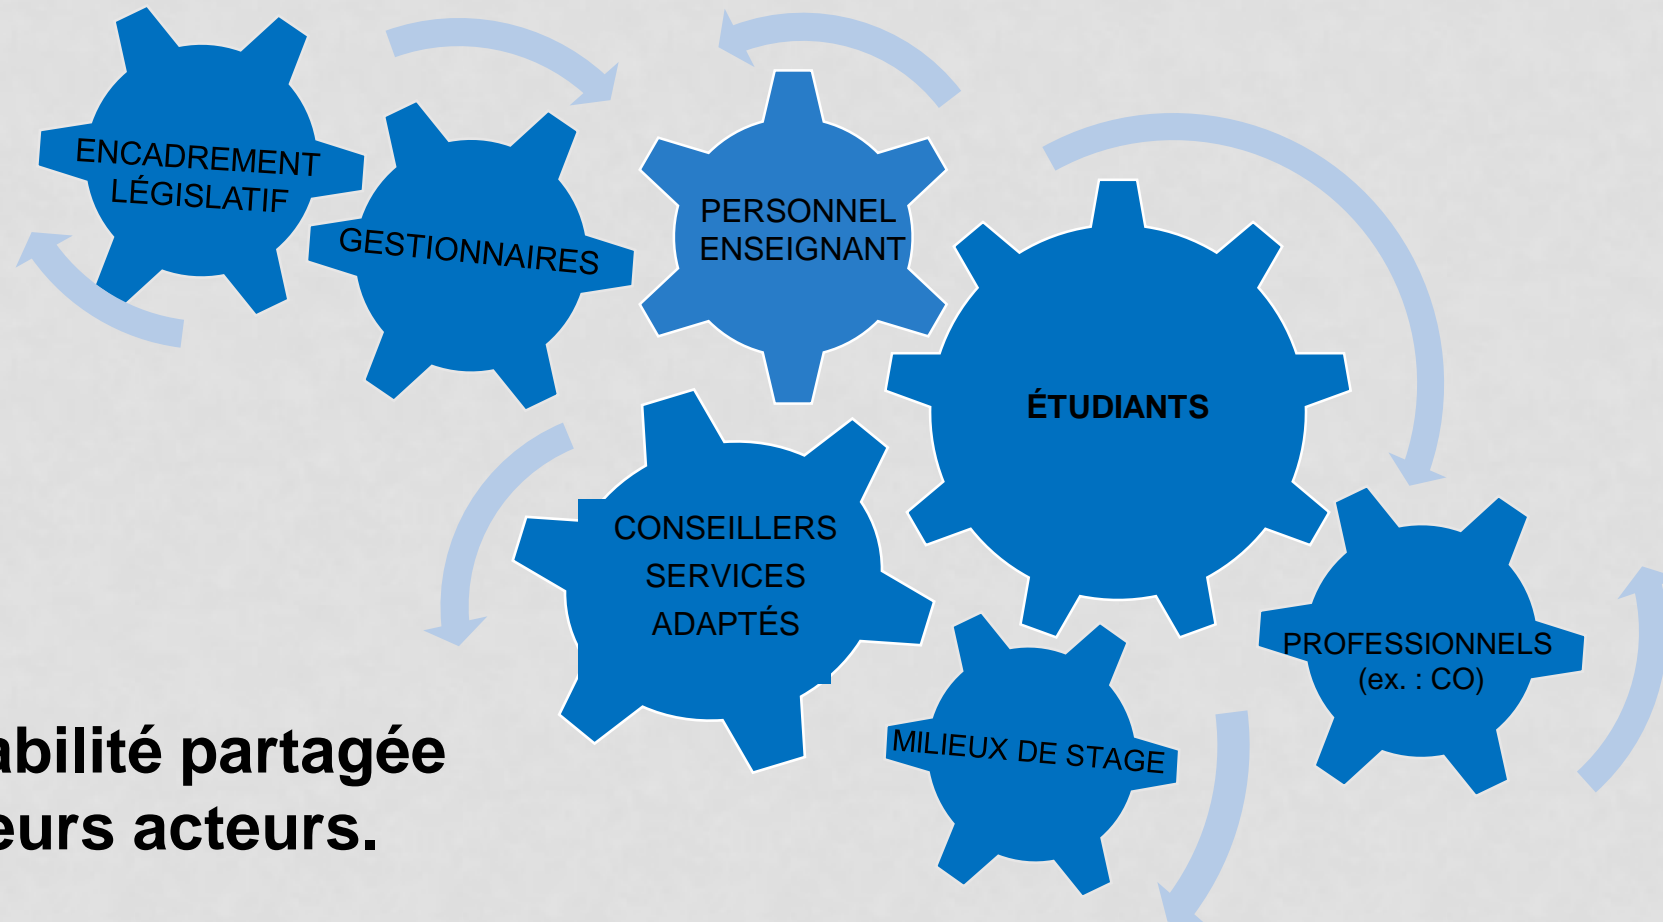 ENCADREMENT
LÉGISLATIF
GESTIONNAIRES
PERSONNEL
ENSEIGNANT
ÉTUDIANTS
CONSEILLERS
SERVICES
ADAPTÉS
PROFESSIONNELS
(ex. : CO)
MILIEUX DE STAGE
abilité partagée
eurs acteurs.